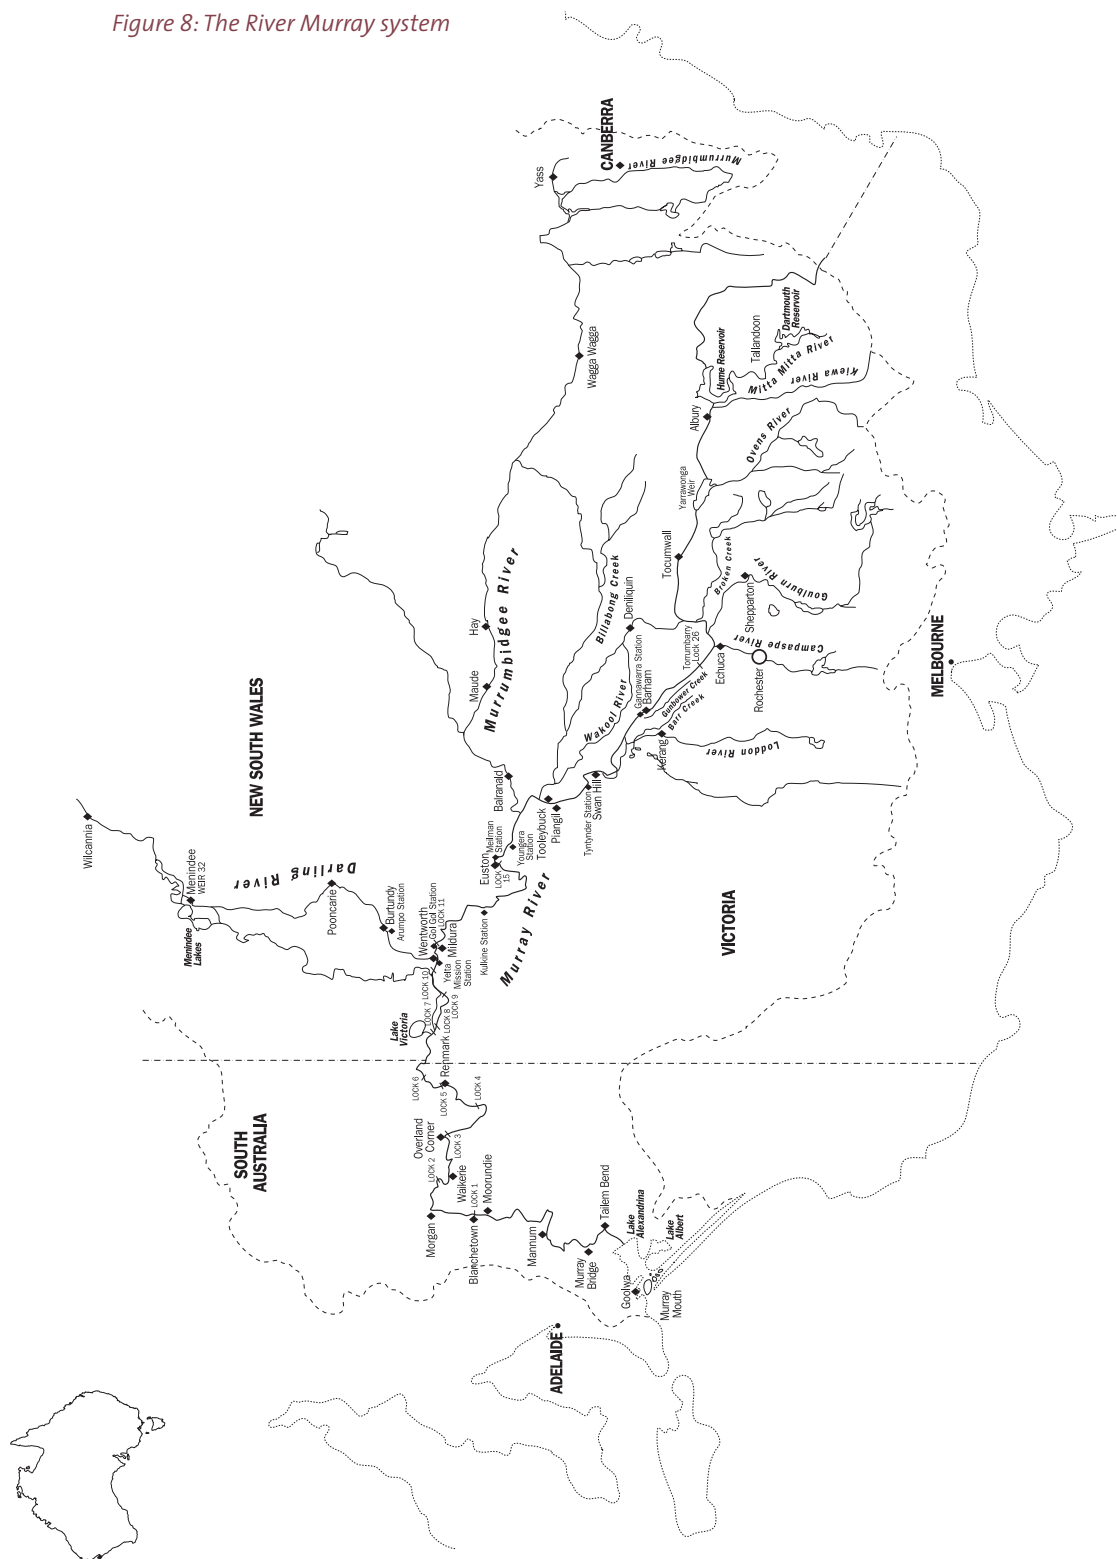 Figure 8: The River Murray system
CANBERRA
Yass
Murrumbidgee River
Wagga Wagga
Dartmouth
Reservoir
Tallandoon
Hume Reservoir
Mitta Mitta River
Kiewa River
Albury
Ovens River
Yarrawonga
Weir
Tocumwall
Broken Creek
Goulburn River
Shepparton
Hay
Murrumbidgee River
Billabong Creek
Deniliquin
Maude
Torrumbarry
LOCK 26
Echuca
Campaspe River
Rochester
MELBOURNE
Gannawarra Station
Barham
Gunbower Creek
Barr Creek
Wakool River
Kerang
Loddon River
NEW SOUTH WALES
Balranald
Swan Hill
Tyntynder Station
Tooleybuck
Piangil
Wilcannia
Menindee
WEIR 32
Darling River
Menindee
Lakes
Pooncarie
Burtundy
Arumpo Station
Euston
Meilman
Station
LOCK
15
Youngera
Station
Murray River
Kulkine Station
Wentworth
Gol Gol Station
LOCK 11
Mildura
Yelta
Mission
Station
LOCK 10
LOCK 9
LOCK 8
LOCK 7
Lake
Victoria
VICTORIA
Renmark
LOCK 6
LOCK 5
LOCK 4
SOUTH
AUSTRALIA
Overland
Corner
LOCK 3
LOCK 2
Waikerie
LOCK 1
Moorundie
Morgan
Blanchetown
Mannum
Tailem Bend
Murray
Bridge
Lake
Alexandrina
Lake
Albert
Goolwa
Murray
Mouth
ADELAIDE